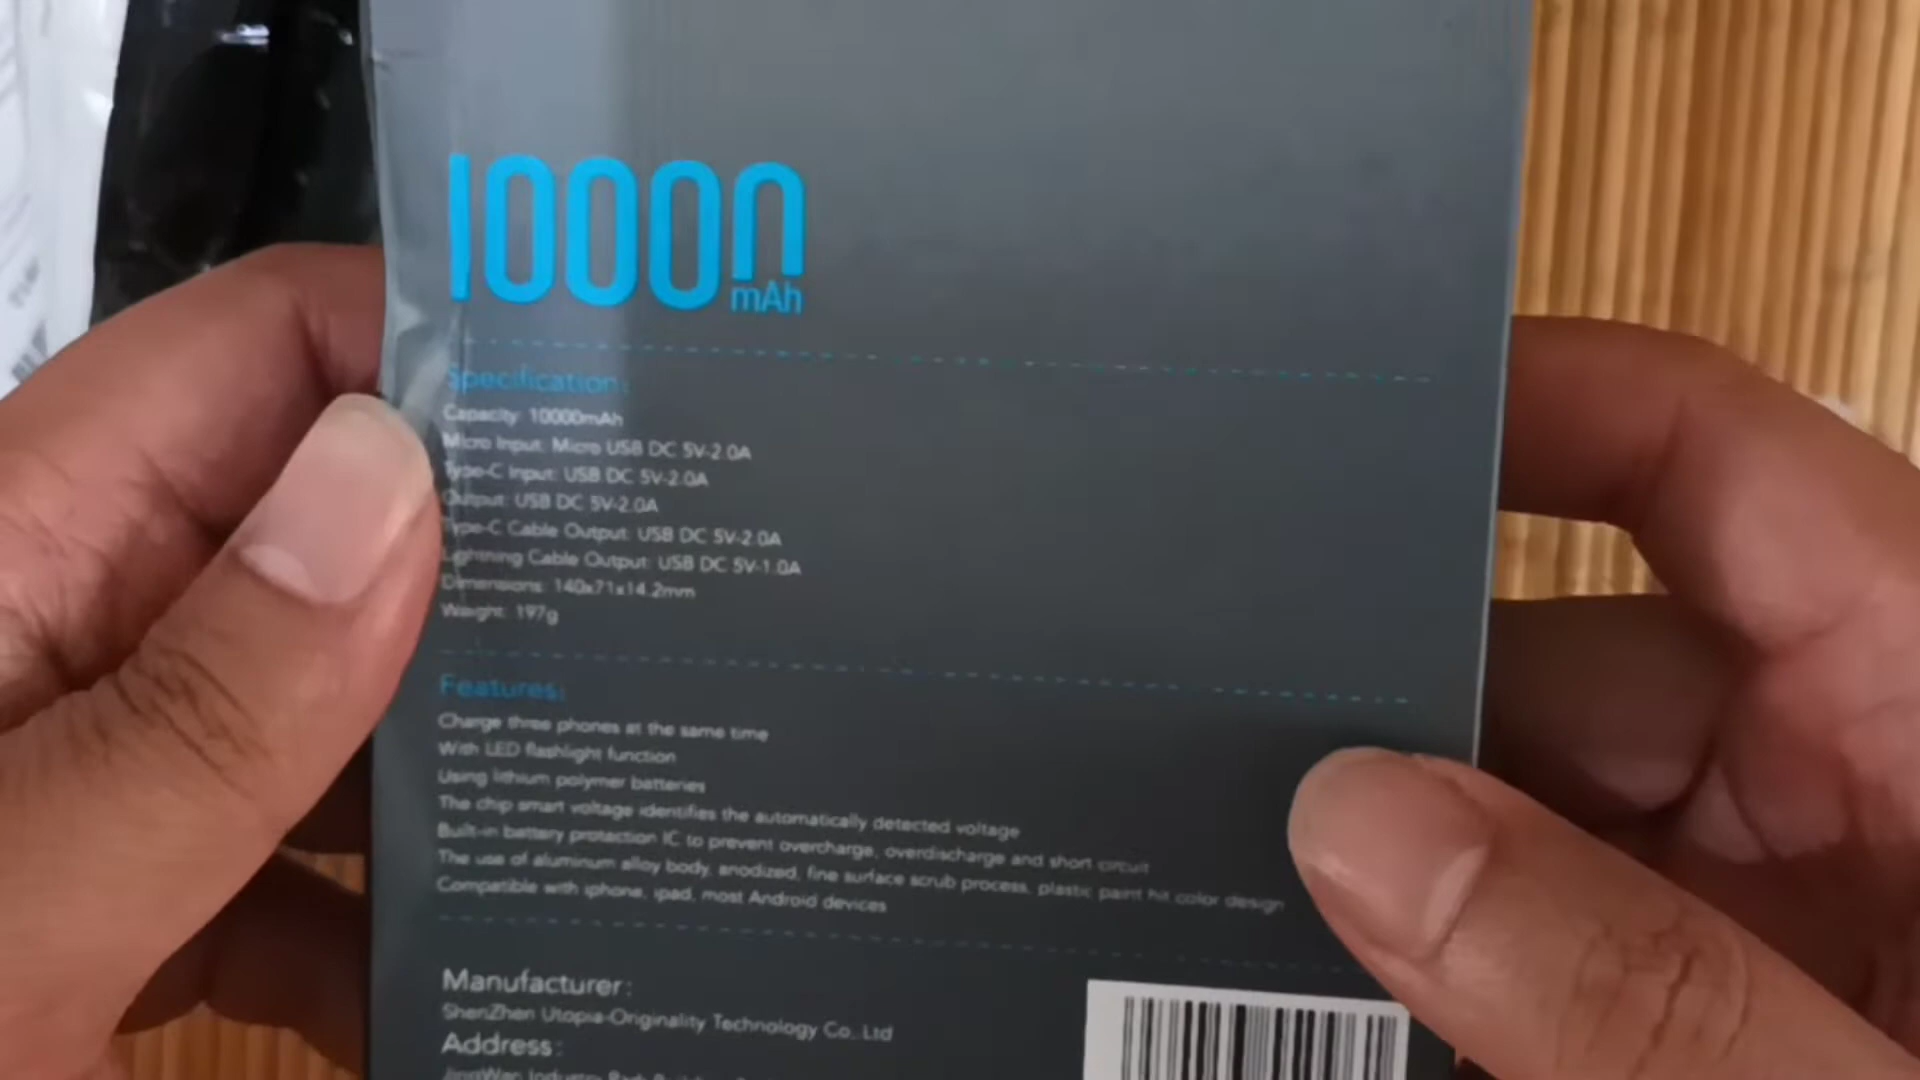 10000
mAh
Specification:
Capacity: 10000mAh
Micro Input: Micro USB DC 5V-2.0A
Type-C Input: USB DC 5V-2.0A
Output: USB DC 5V-2.0A
Type-C Cable Output: USB DC 5V-2.0A
Lightning Cable Output: USB DC 5V-1.0A
Dimensions: 140x71x14.2mm
Weight: 197g
Features:
Charge three phones at the same time
With LED flashlight function
Using lithium polymer batteries
The chip smart voltage identifies the automatically detected voltage
Built-in battery protection IC to prevent overcharge, overdischarge and short circuit
The use of aluminum alloy body, anodized, fine surface scrub process, plastic paint hit color design
Compatible with iphone, ipad, most Android devices
Manufacturer:
ShenZhen Utopia-Originality Technology Co., Ltd
Address:
Industry Park